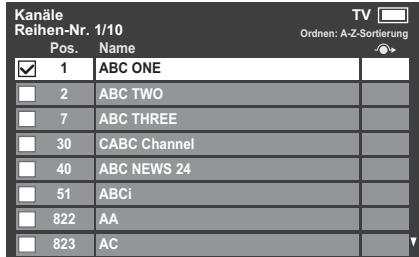 Kanäle TV
Reihen-Nr. 1/10 Ordnen: A-Z-Sortierung
Pos. Name
1 ABC ONE
2 ABC TWO
7 ABC THREE
30 CABC Channel
40 ABC NEWS 24
51 ABCi
822 AA
823 AC